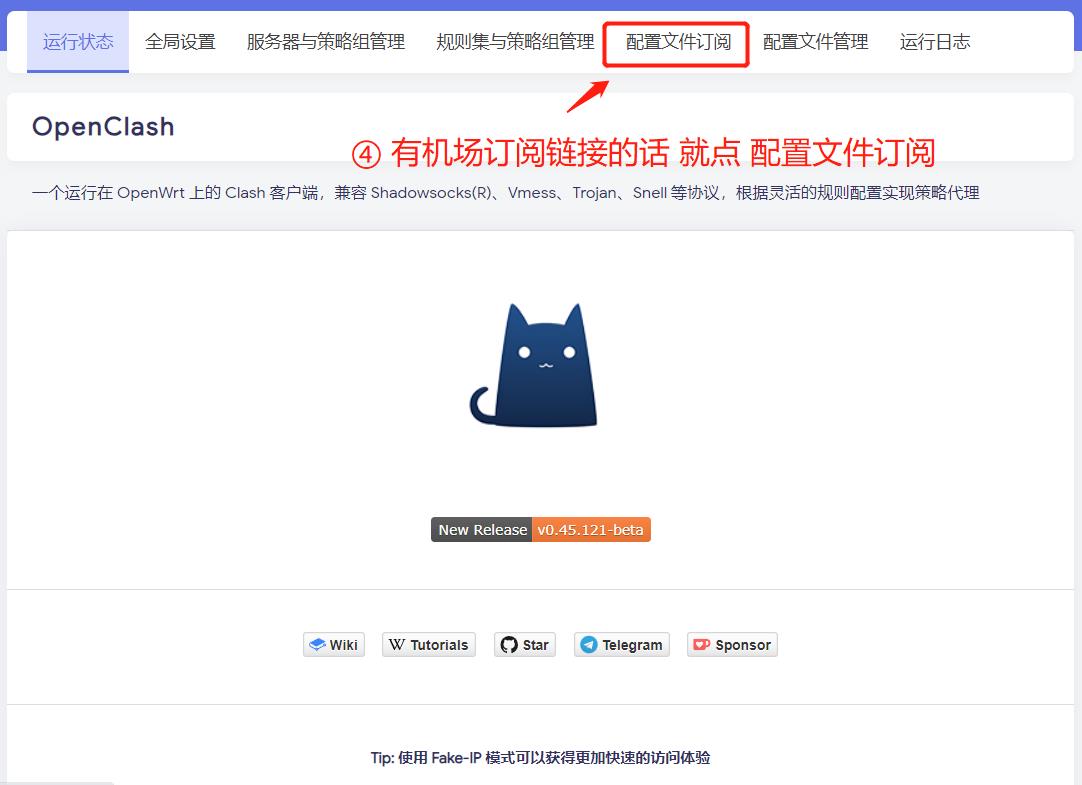 运行状态 全局设置 服务器与策略组管理 规则集与策略组管理 配置文件订阅 配置文件管理 运行日志
OpenClash
④ 有机场订阅链接的话 就点 配置文件订阅
一个运行在 OpenWrt 上的 Clash 客户端，兼容 Shadowsocks(R)、Vmess、Trojan、Snell 等协议，根据灵活的规则配置实现策略代理
New Release v0.45.121-beta
Wiki Tutorials Star Telegram Sponsor
Tip: 使用 Fake-IP 模式可以获得更加快速的访问体验